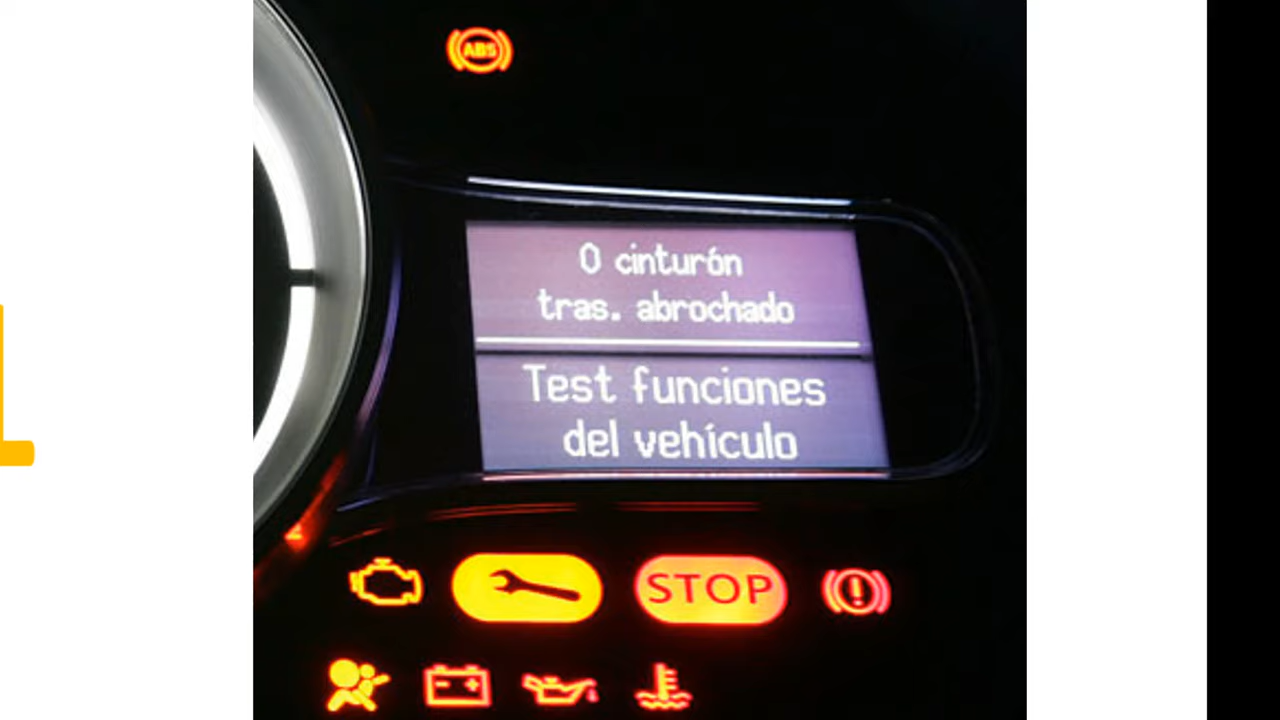 ABS
0 cinturón
tras. abrochado
Test funciones
del vehículo
STOP